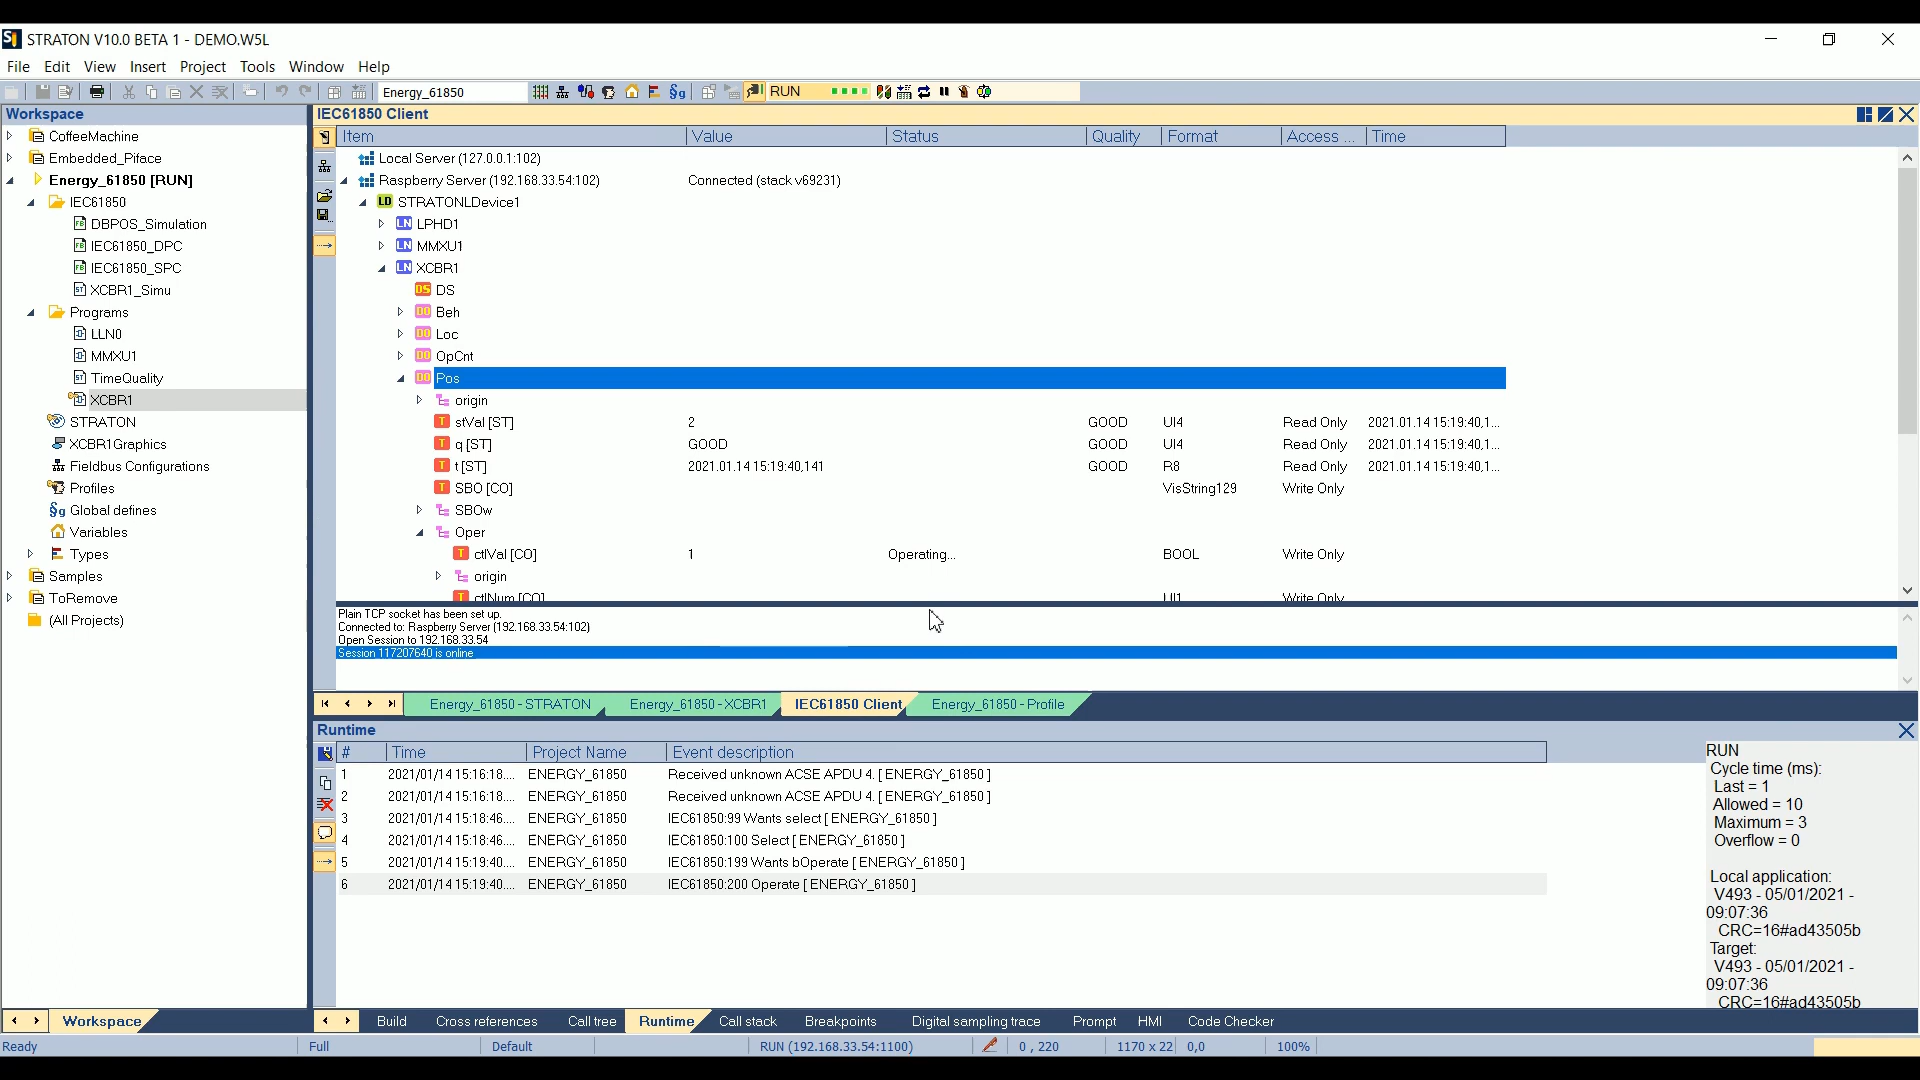 STRATON V10.0 BETA 1 - DEMO.W5L
File Edit View Insert Project Tools Window Help
Energy_61850 RUN
Workspace
CoffeeMachine
Embedded_Piface
Energy_61850 [RUN]
IEC61850
DBPOS_Simulation
IEC61850_DPC
IEC61850_SPC
XCBR1_Simu
Programs
LLN0
MMXU1
TimeQuality
XCBR1
STRATON
XCBR1Graphics
Fieldbus Configurations
Profiles
Global defines
Variables
Types
Samples
ToRemove
(All Projects)
Workspace
IEC61850 Client
Item Value Status Quality Format Access ... Time
Local Server (127.0.0.1:102)
Raspberry Server (192.168.33.54:102) Connected (stack v69231)
LD STRATONLDevice1
LN LPHD1
LN MMXU1
LN XCBR1
DS DS
DO Beh
DO Loc
DO OpCnt
DO Pos
origin
T stVal [ST] 2 GOOD UI4 Read Only 2021.01.14 15:19:40,1...
T q [ST] GOOD GOOD UI4 Read Only 2021.01.14 15:19:40,1...
T t [ST] 2021.01.14 15:19:40,141 GOOD R8 Read Only 2021.01.14 15:19:40,1...
T SBO [CO] VisString129 Write Only
SBOw
Oper
T ctlVal [CO] 1 Operating... BOOL Write Only
origin
T ctlNum [CO] UI1 Write Only
Plain TCP socket has been set up.
Connected to: Raspberry Server (192.168.33.54:102)
Open Session to 192.168.33.54
Session 117207640 is online
Energy_61850 - STRATON Energy_61850 - XCBR1 IEC61850 Client Energy_61850 - Profile
Runtime
# Time Project Name Event description
1 2021/01/14 15:16:18.... ENERGY_61850 Received unknown ACSE APDU 4. [ ENERGY_61850 ]
2 2021/01/14 15:16:18.... ENERGY_61850 Received unknown ACSE APDU 4. [ ENERGY_61850 ]
3 2021/01/14 15:18:46.... ENERGY_61850 IEC61850:99 Wants select [ ENERGY_61850 ]
4 2021/01/14 15:18:46.... ENERGY_61850 IEC61850:100 Select [ ENERGY_61850 ]
5 2021/01/14 15:19:40.... ENERGY_61850 IEC61850:199 Wants bOperate [ ENERGY_61850 ]
6 2021/01/14 15:19:40.... ENERGY_61850 IEC61850:200 Operate [ ENERGY_61850 ]
RUN
Cycle time (ms):
Last = 1
Allowed = 10
Maximum = 3
Overflow = 0
Local application:
V493 - 05/01/2021 -
09:07:36
CRC=16#ad43505b
Target:
V493 - 05/01/2021 -
09:07:36
CRC=16#ad43505b
Build Cross references Call tree Runtime Call stack Breakpoints Digital sampling trace Prompt HMI Code Checker
Ready Full Default RUN (192.168.33.54:1100) 0 , 220 1170 x 22 0,0 100%